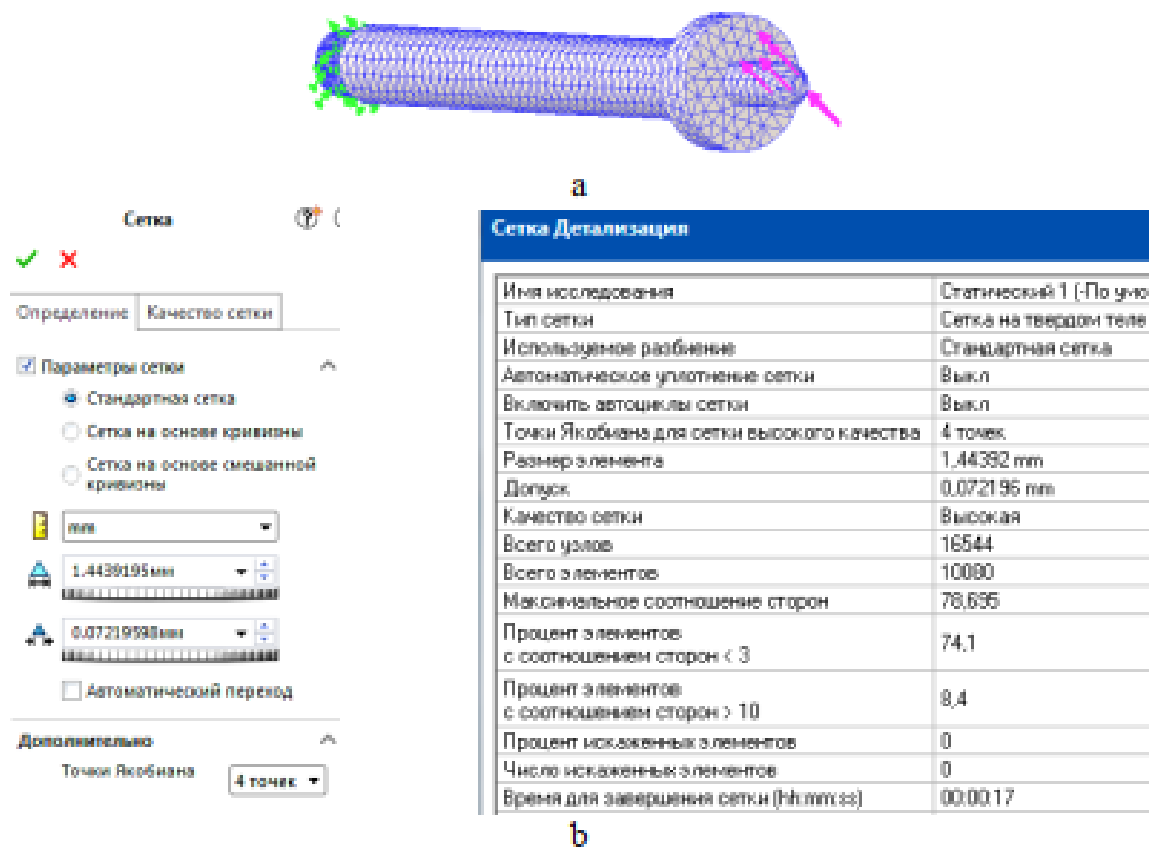 a
Сетка
Определение Качество сетки
Параметры сетки
Стандартная сетка
Сетка на основе кривизны
Сетка на основе смешанной
кривизны
mm
1.4439195мм
0.07219598мм
Автоматический переход
Дополнительно
Точки Якобиана
4 точек
Сетка Детализация
Имя исследования Статический 1 (-По умо
Тип сетки Сетка на твердом теле
Используемое разбиение Стандартная сетка
Автоматическое уплотнение сетки Выкл
Включить автоциклы сетки Выкл
Точки Якобиана для сетки высокого качества 4 точек
Размер элемента 1,44392 mm
Допуск 0,072196 mm
Качество сетки Высокая
Всего узлов 16544
Всего элементов 10080
Максимальное соотношение сторон 78,695
Процент элементов
с соотношением сторон < 3 74,1
Процент элементов
с соотношением сторон > 10 8,4
Процент искаженных элементов 0
Число искаженных элементов 0
Время для завершения сетки (hh:mm:ss) 00:00:17
b